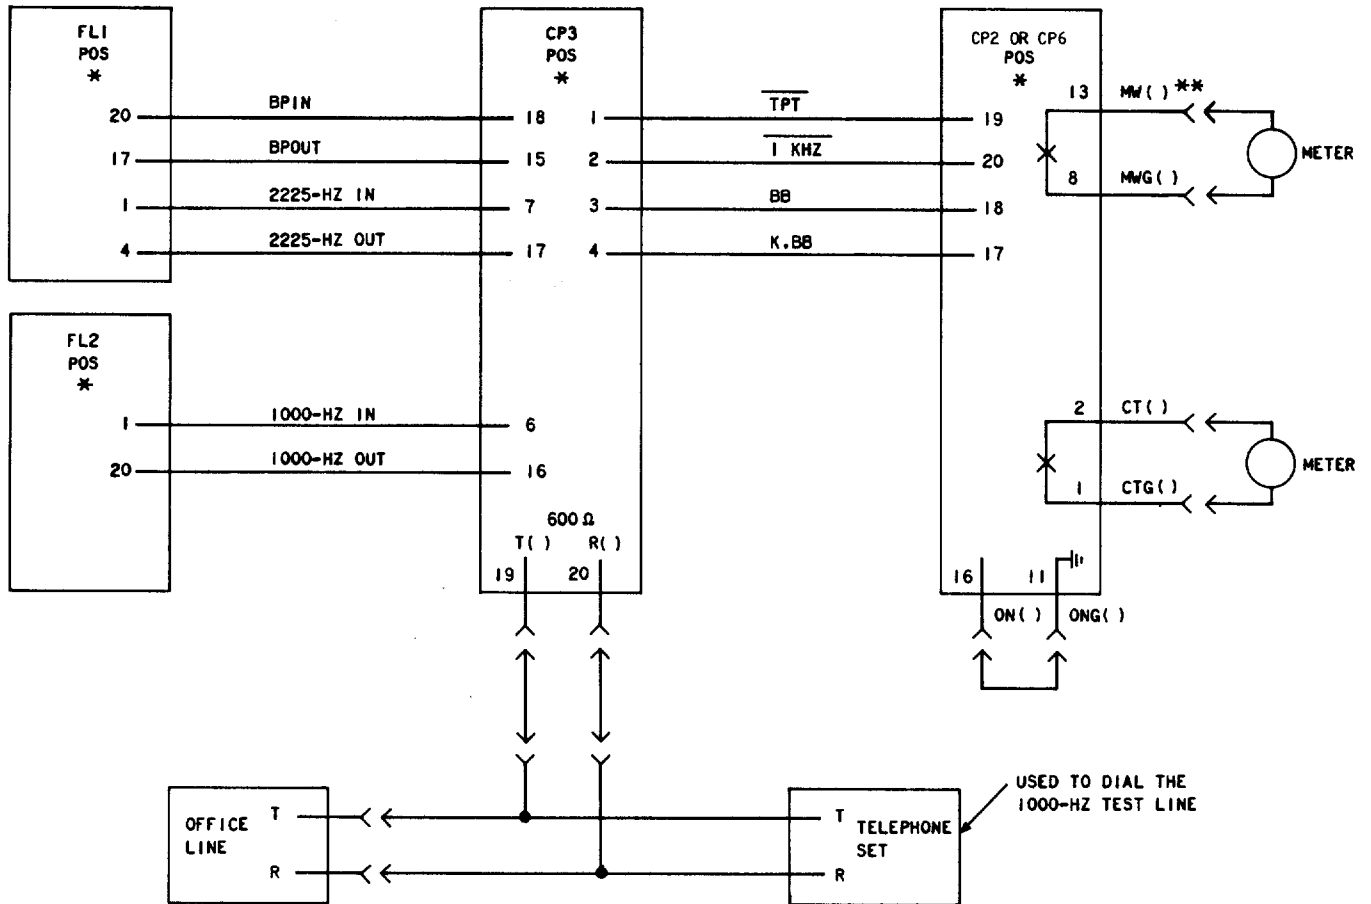 FL1
POS
*
20
BPIN
17
BPOUT
1
2225-HZ IN
4
2225-HZ OUT
FL2
POS
*
1
1000-HZ IN
20
1000-HZ OUT
CP3
POS
*
18
1
15
2
7
3
17
4
6
16
600 Ω
T( ) R( )
19 20
TPT
1 KHZ
BB
K.BB
CP2 OR CP6
POS
*
19
20
18
17
13
MW( ) **
8
MWG( )
METER
2
CT( )
1
CTG( )
METER
16 11
ON( ) ONG( )
OFFICE
LINE
T
R
T
R
TELEPHONE
SET
USED TO DIAL THE
1000-HZ TEST LINE